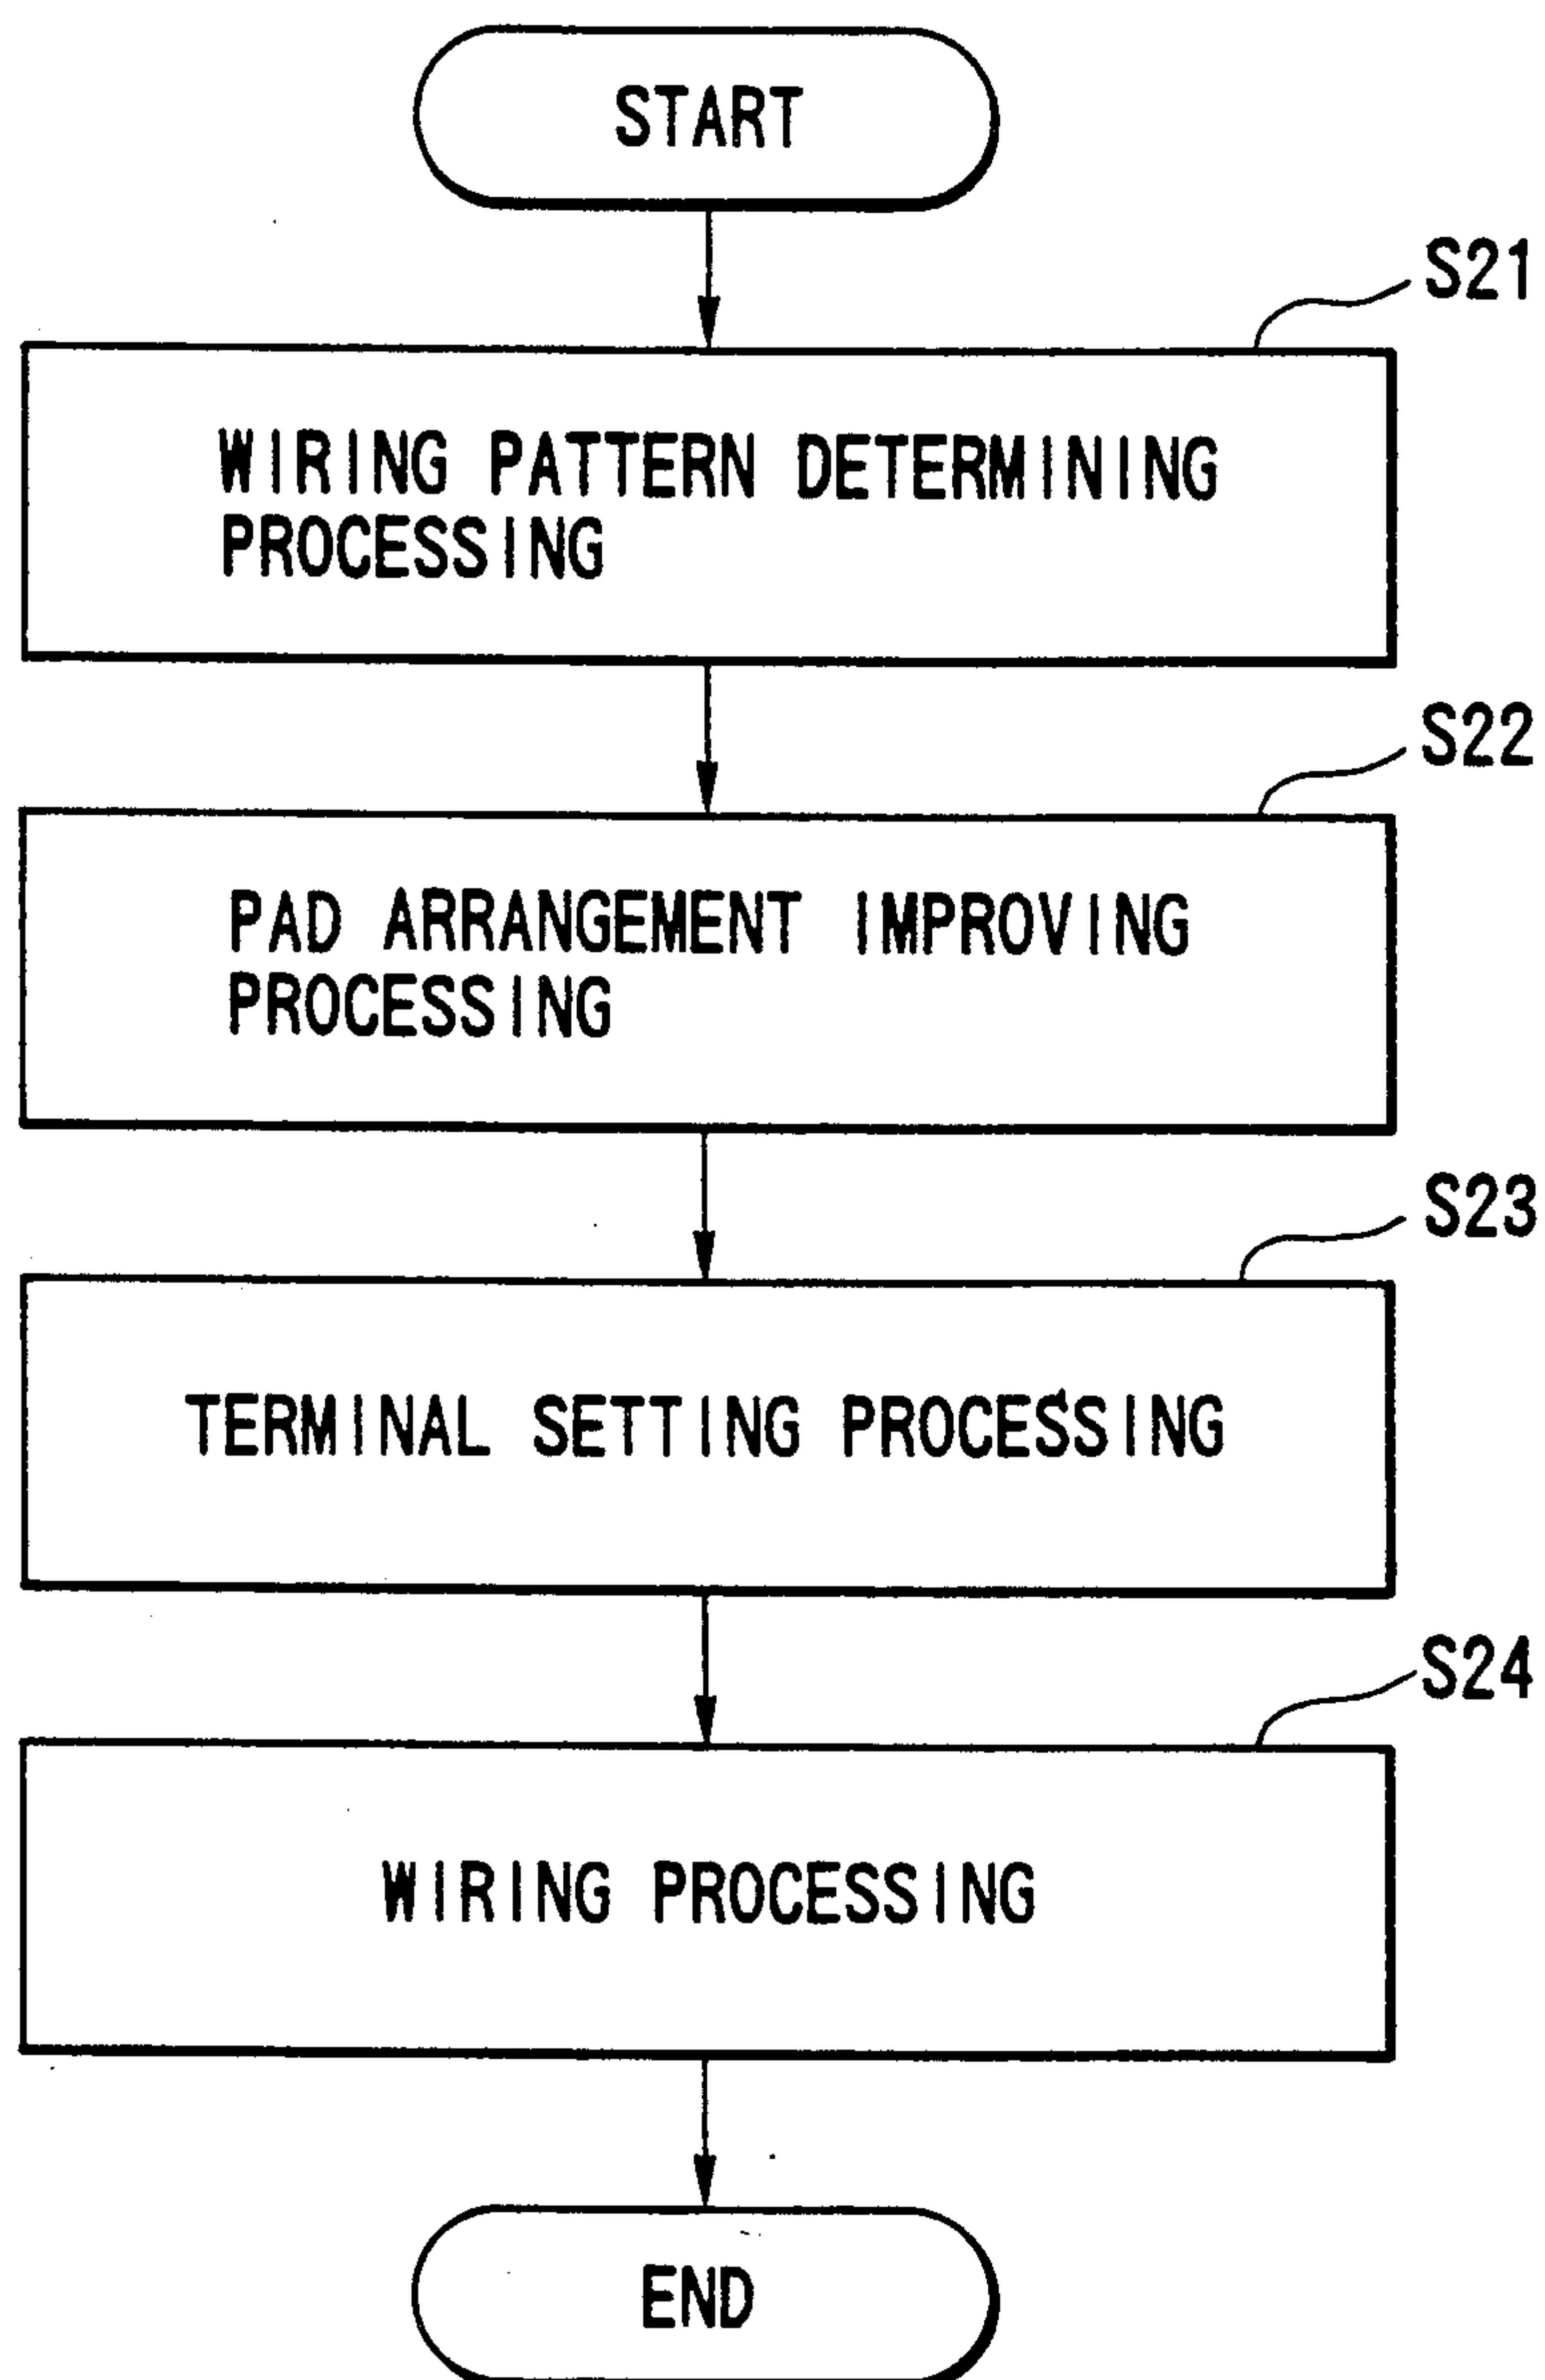 START
S21
WIRING PATTERN DETERMINING
PROCESSING
S22
PAD ARRANGEMENT IMPROVING
PROCESSING
S23
TERMINAL SETTING PROCESSING
S24
WIRING PROCESSING
END